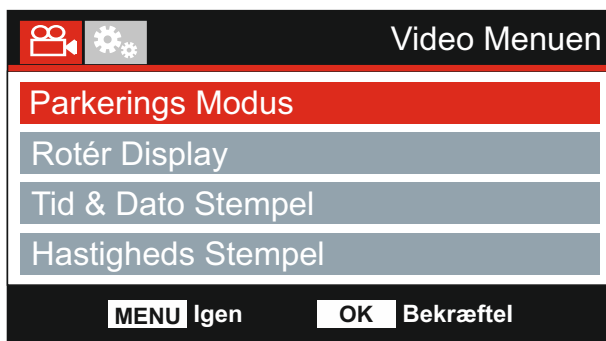 Video Menuen
Parkerings Modus
Rotér Display
Tid & Dato Stempel
Hastigheds Stempel
MENU Igen OK Bekræftel